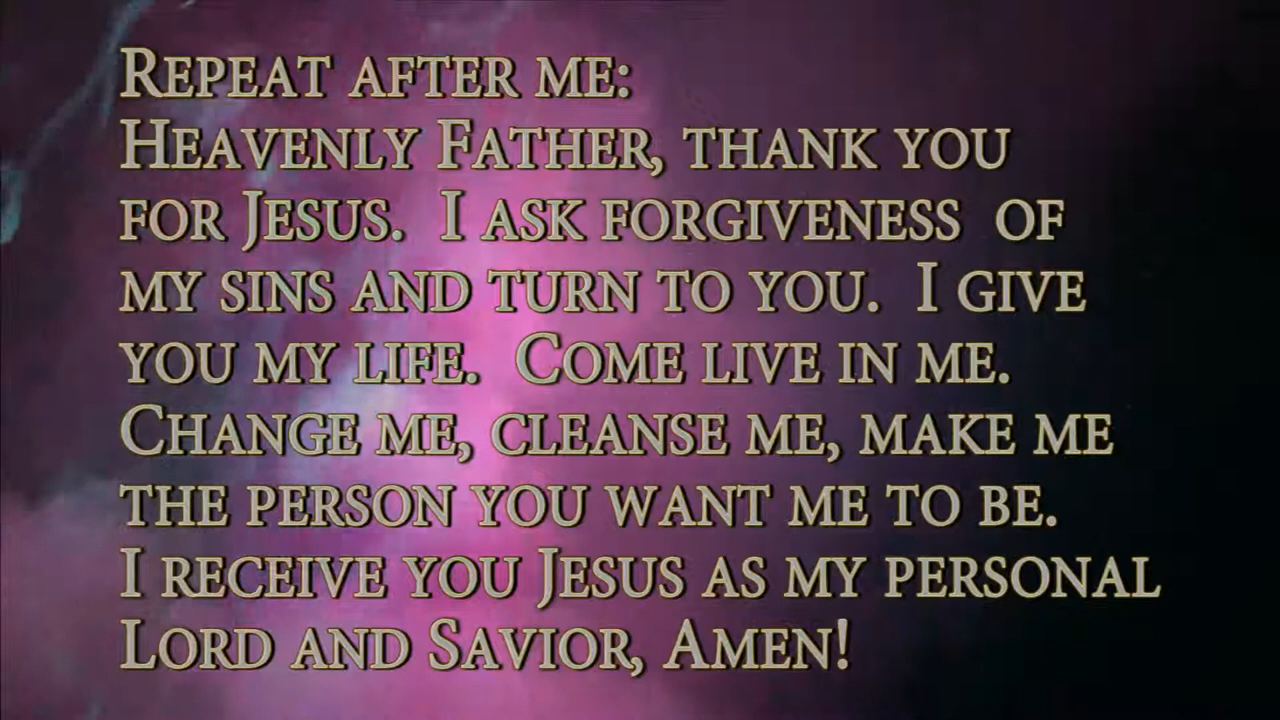 Repeat after me:
Heavenly Father, thank you
for Jesus.  I ask forgiveness  of
my sins and turn to you.  I give
you my life.  Come live in me.
Change me, cleanse me, make me
the person you want me to be.
I receive you Jesus as my personal
Lord and Savior, Amen!